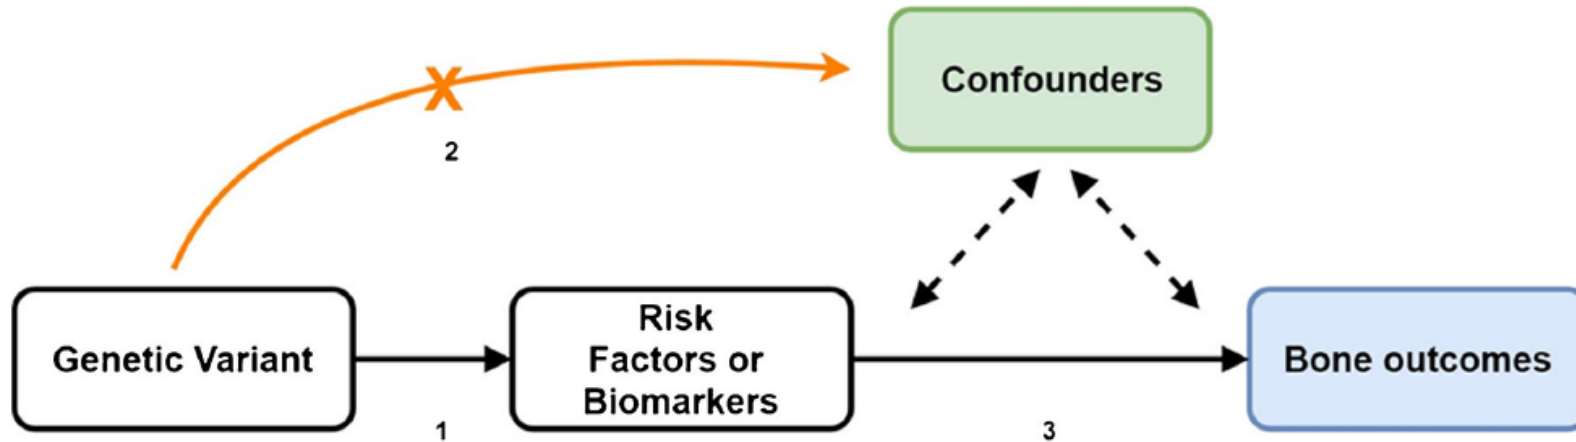 Confounders
X
2
Genetic Variant
Risk
Factors or
Biomarkers
Bone outcomes
1
3